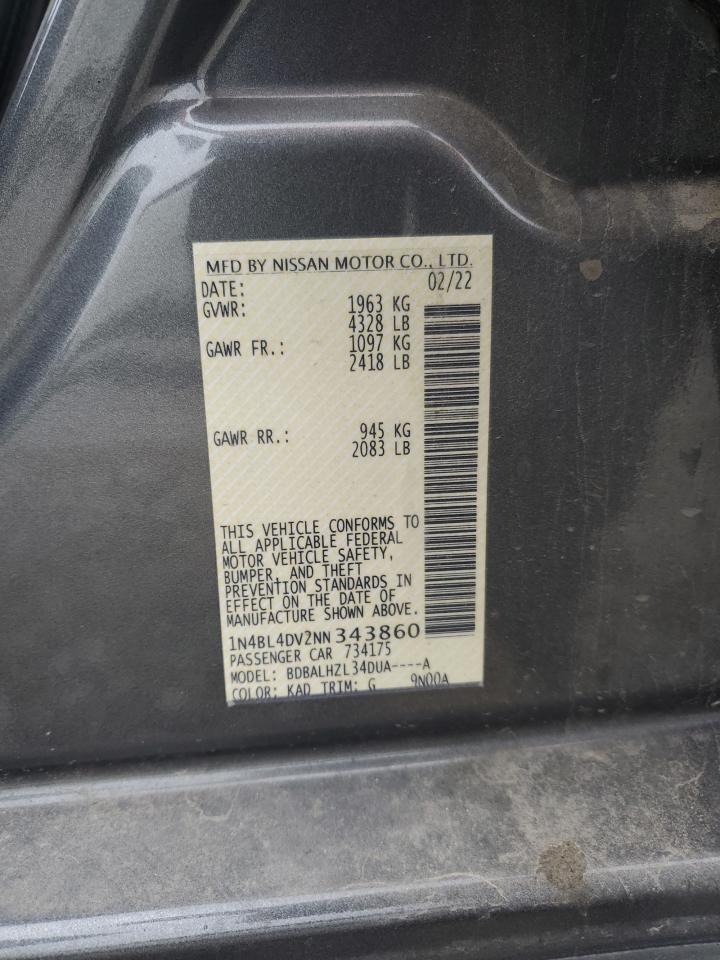 MFD BY NISSAN MOTOR CO., LTD.
DATE: 02/22
GVWR: 1963 KG
4328 LB
GAWR FR.: 1097 KG
2418 LB
GAWR RR.: 945 KG
2083 LB
THIS VEHICLE CONFORMS TO
ALL APPLICABLE FEDERAL
MOTOR VEHICLE SAFETY,
BUMPER, AND THEFT
PREVENTION STANDARDS IN
EFFECT ON THE DATE OF
MANUFACTURE SHOWN ABOVE.
1N4BL4DV2NN343860
PASSENGER CAR 734175
MODEL: BDBALHZL34DUA----A
COLOR: KAD TRIM: G 9N00A